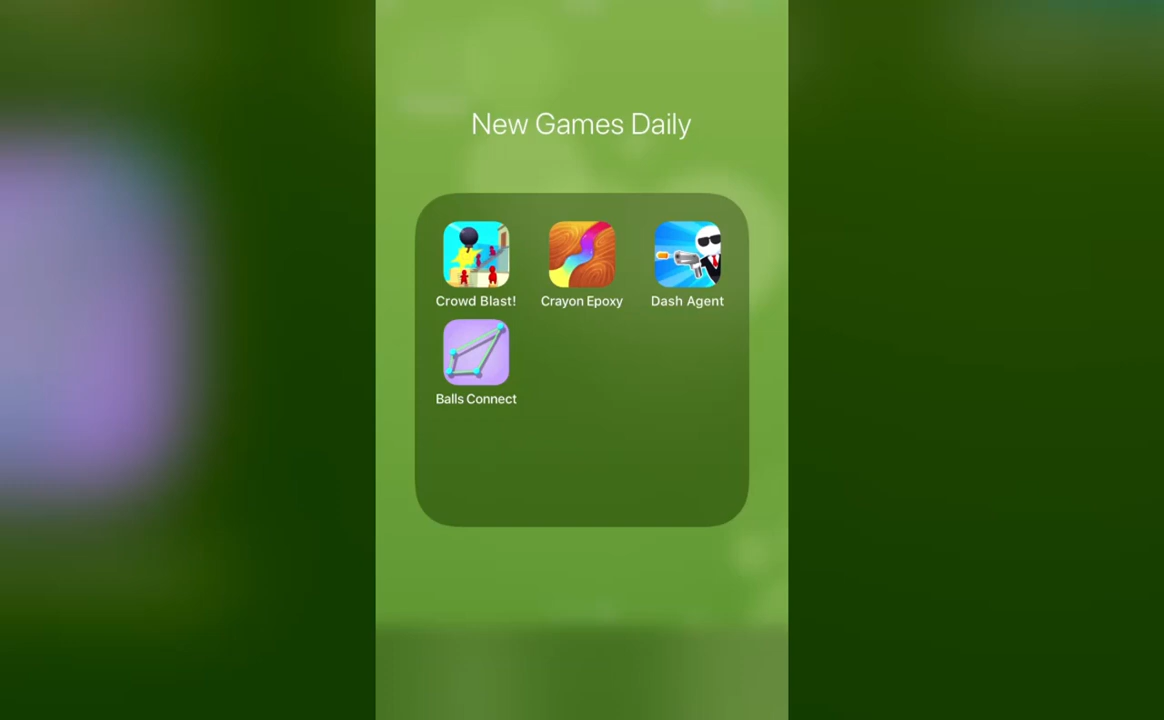 New Games Daily
Crowd Blast!
Crayon Epoxy
Dash Agent
Balls Connect